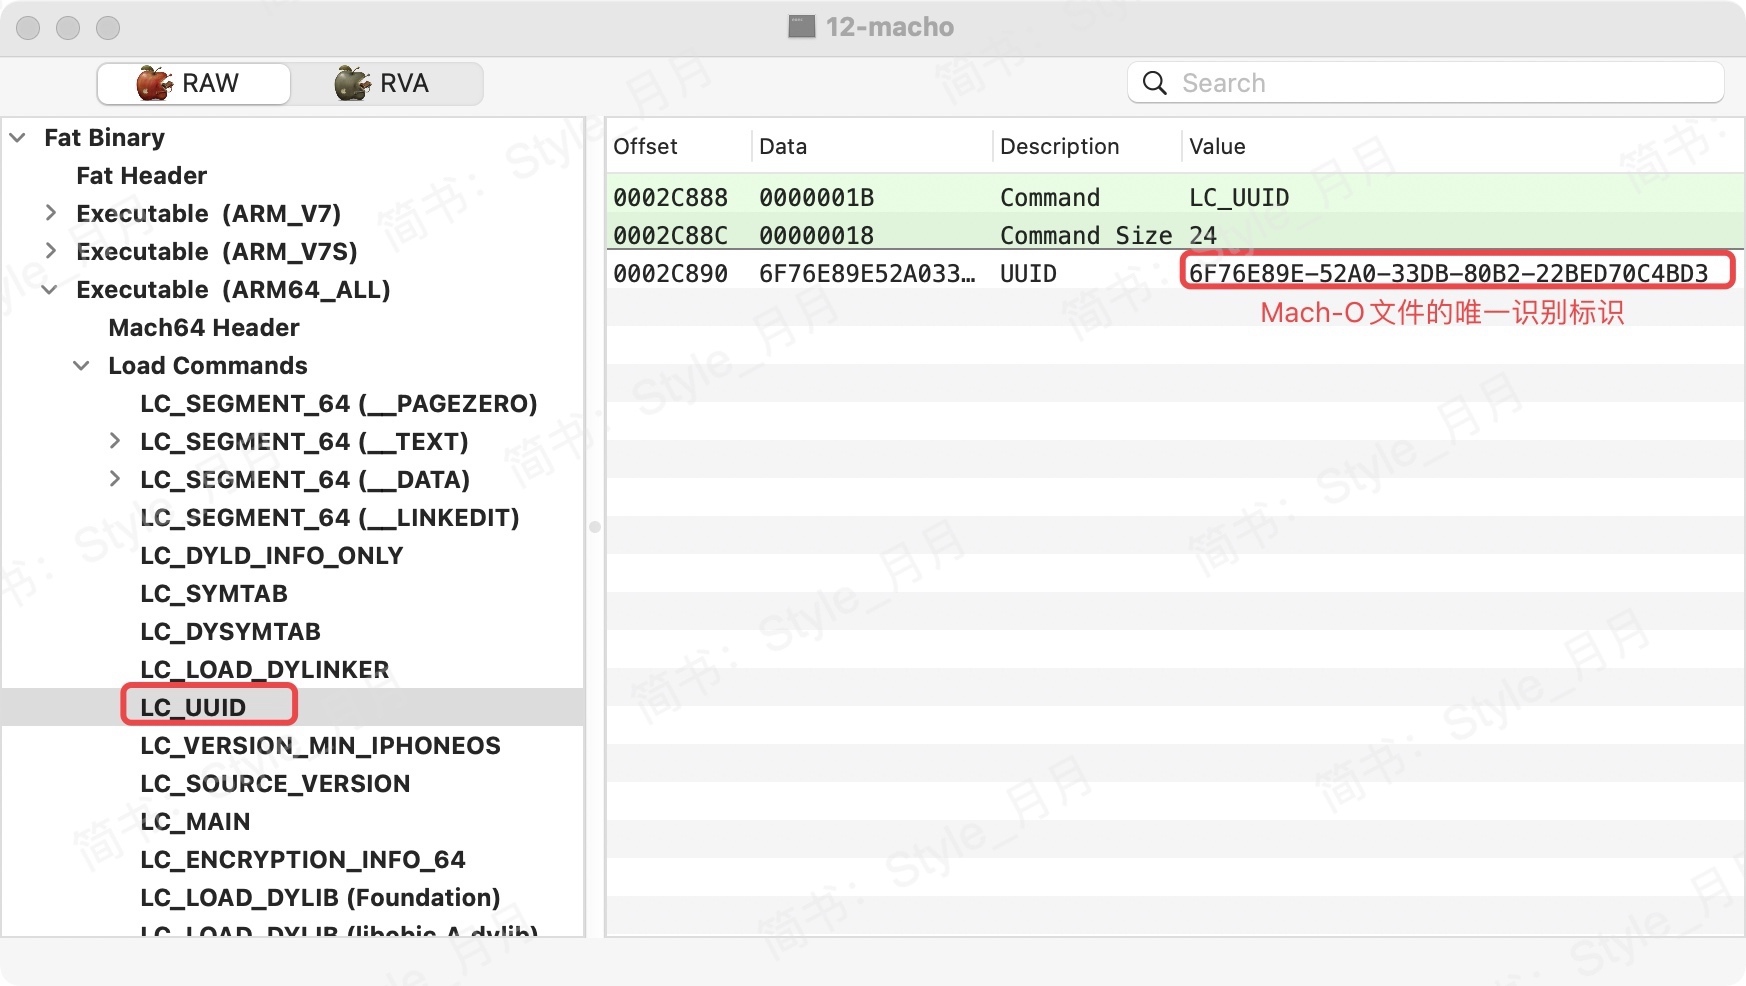 12-macho
RAW
RVA
Search
Fat Binary
Fat Header
Executable (ARM_V7)
Executable (ARM_V7S)
Executable (ARM64_ALL)
Mach64 Header
Load Commands
LC_SEGMENT_64 (__PAGEZERO)
LC_SEGMENT_64 (__TEXT)
LC_SEGMENT_64 (__DATA)
LC_SEGMENT_64 (__LINKEDIT)
LC_DYLD_INFO_ONLY
LC_SYMTAB
LC_DYSYMTAB
LC_LOAD_DYLINKER
LC_UUID
LC_VERSION_MIN_IPHONEOS
LC_SOURCE_VERSION
LC_MAIN
LC_ENCRYPTION_INFO_64
LC_LOAD_DYLIB (Foundation)
LC_LOAD_DYLIB (libobjc.A.dylib)
Offset Data Description Value
0002C888 0000001B Command LC_UUID
0002C88C 00000018 Command Size 24
0002C890 6F76E89E52A033… UUID 6F76E89E-52A0-33DB-80B2-22BED70C4BD3
Mach-O文件的唯一识别标识
简书：Style_月月